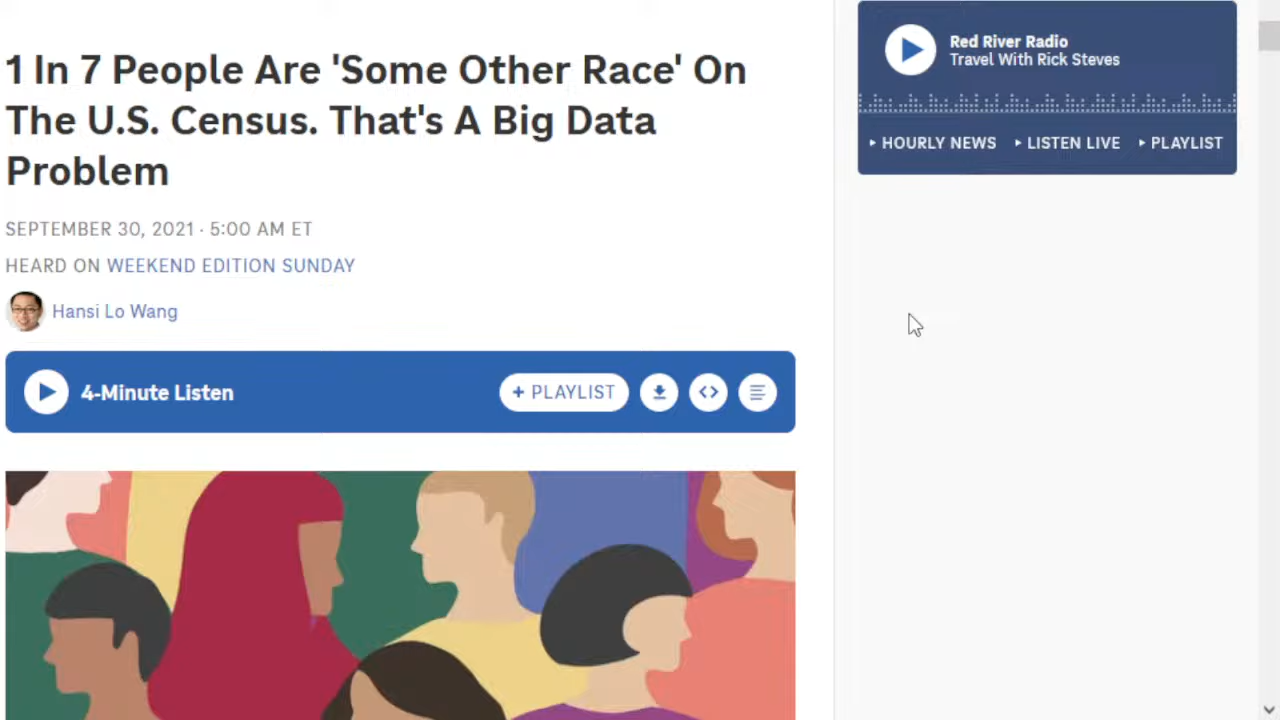 1 In 7 People Are 'Some Other Race' On
The U.S. Census. That's A Big Data
Problem
SEPTEMBER 30, 2021 · 5:00 AM ET
HEARD ON WEEKEND EDITION SUNDAY
Hansi Lo Wang
4-Minute Listen
+ PLAYLIST
Red River Radio
Travel With Rick Steves
HOURLY NEWS
LISTEN LIVE
PLAYLIST